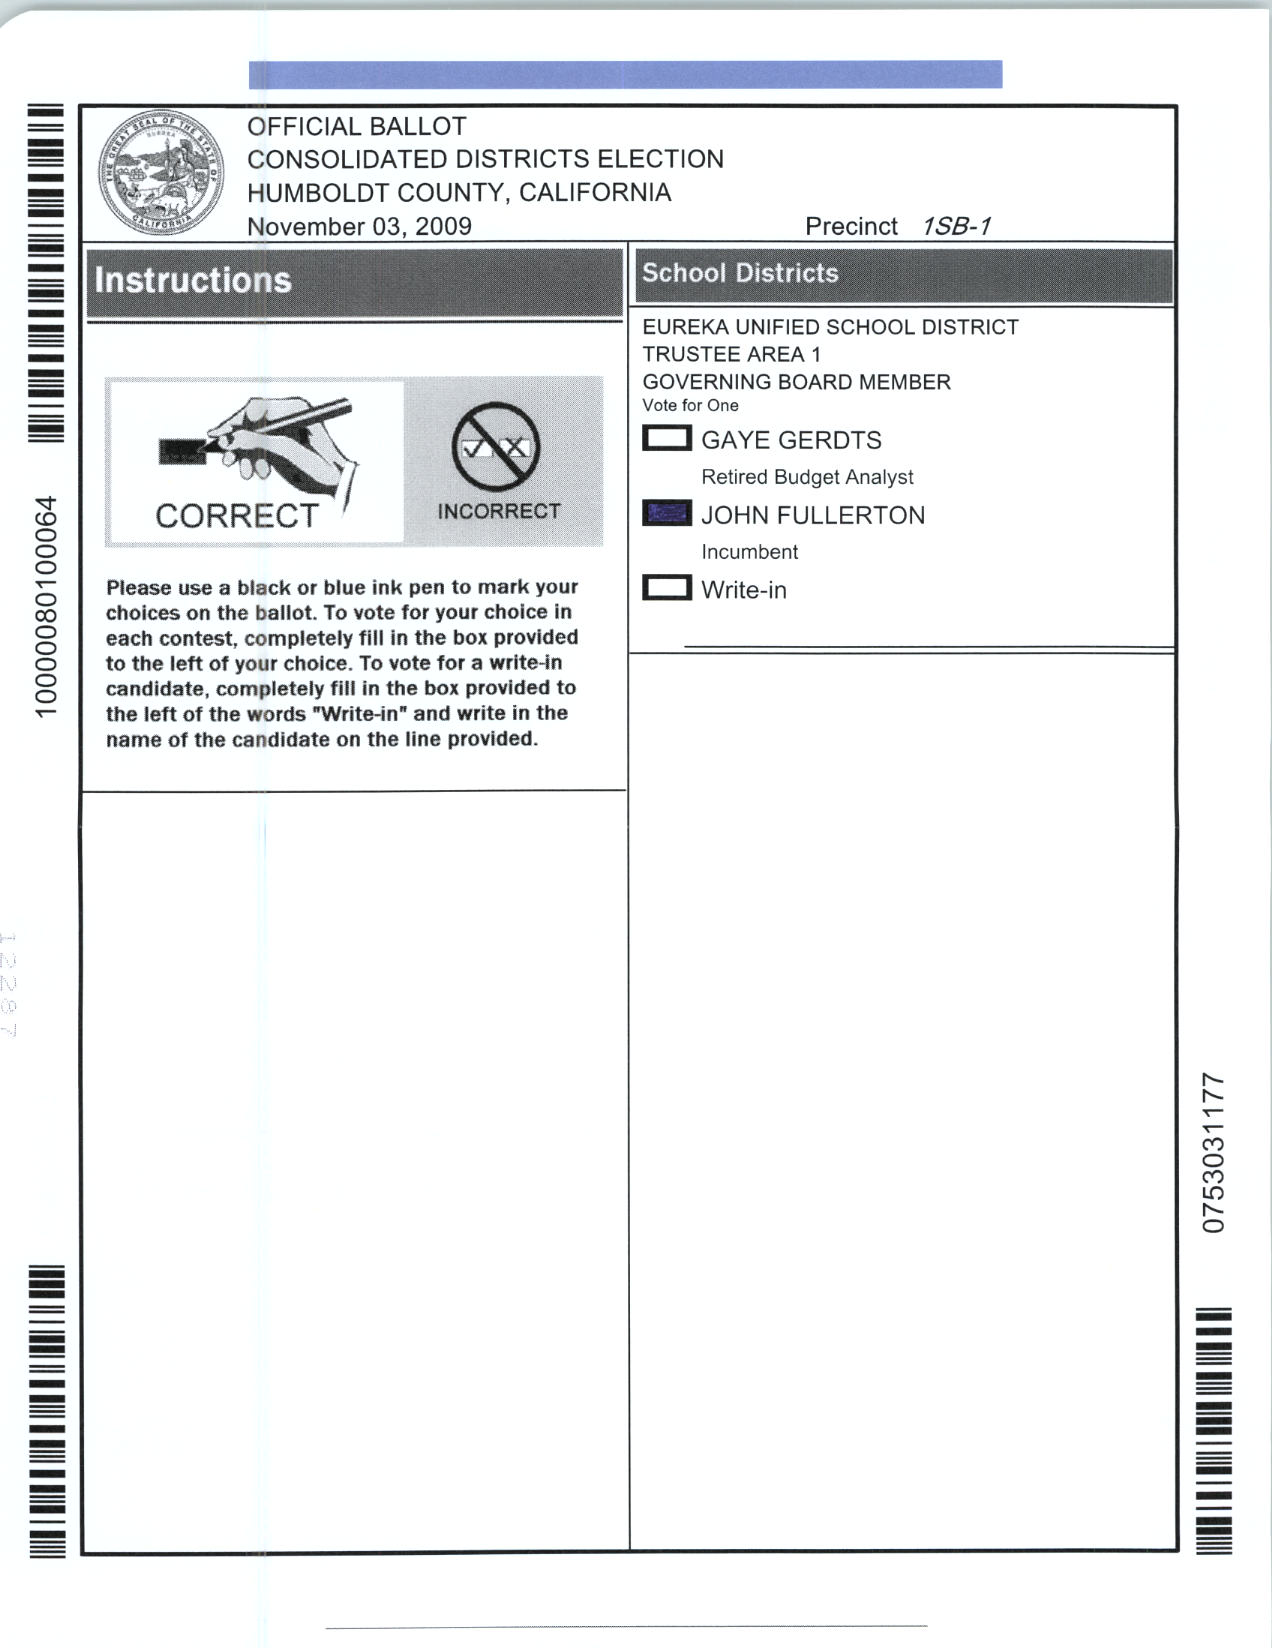 OFFICIAL BALLOT
CONSOLIDATED DISTRICTS ELECTION
HUMBOLDT COUNTY, CALIFORNIA
November 03, 2009
Precinct 1SB-1
THE GREAT SEAL OF THE STATE OF CALIFORNIA
EUREKA
Instructions
CORRECT
INCORRECT
Please use a black or blue ink pen to mark your
choices on the ballot. To vote for your choice in
each contest, completely fill in the box provided
to the left of your choice. To vote for a write-in
candidate, completely fill in the box provided to
the left of the words "Write-in" and write in the
name of the candidate on the line provided.
School Districts
EUREKA UNIFIED SCHOOL DISTRICT
TRUSTEE AREA 1
GOVERNING BOARD MEMBER
Vote for One
GAYE GERDTS
Retired Budget Analyst
JOHN FULLERTON
Incumbent
Write-in
1000080100064
12287
0753031177